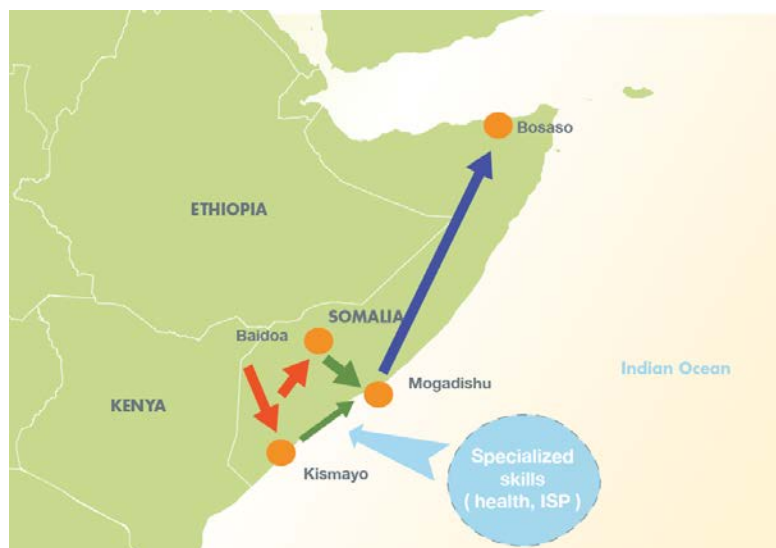 Bosaso
ETHIOPIA
SOMALIA
Baidoa
Indian Ocean
Mogadishu
KENYA
Specialized
skills
( health, ISP )
Kismayo